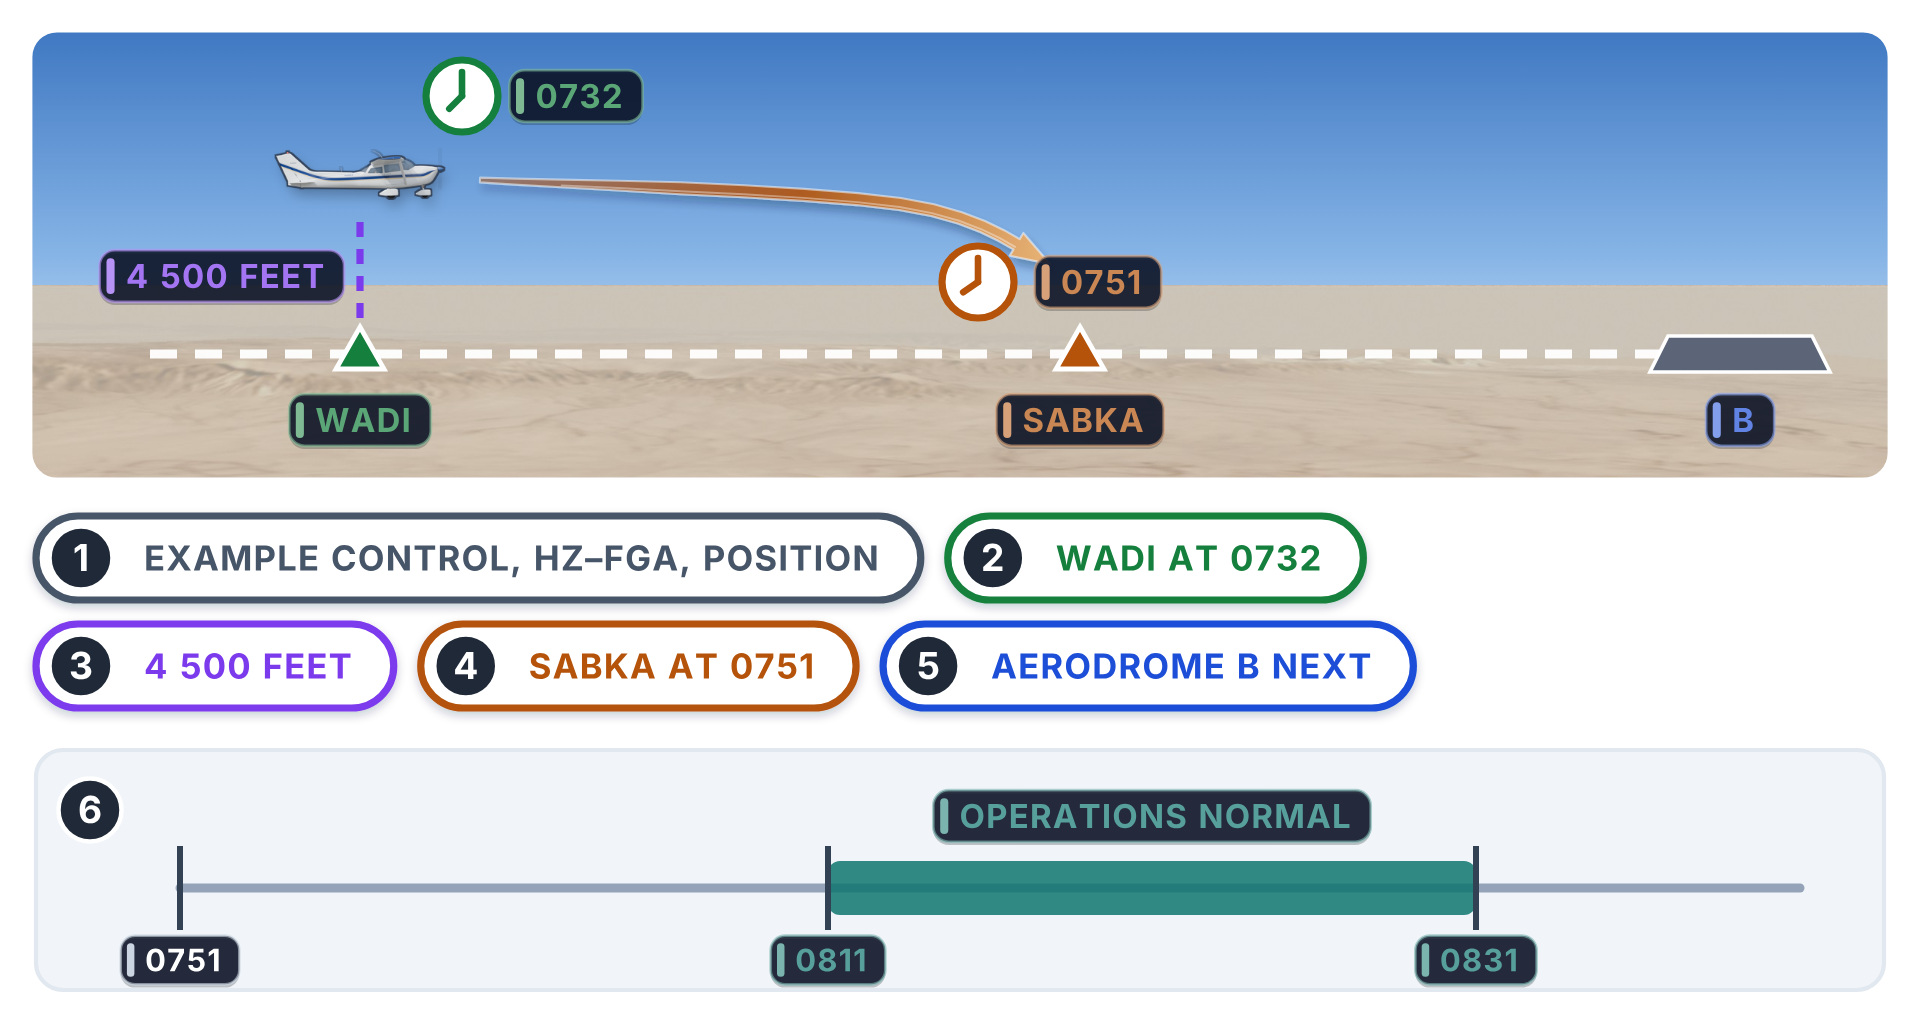 0732
4 500 FEET
0751
WADI
SABKA
B
1 EXAMPLE CONTROL, HZ–FGA, POSITION
2 WADI AT 0732
3 4 500 FEET
4 SABKA AT 0751
5 AERODROME B NEXT
6
OPERATIONS NORMAL
0751
0811
0831